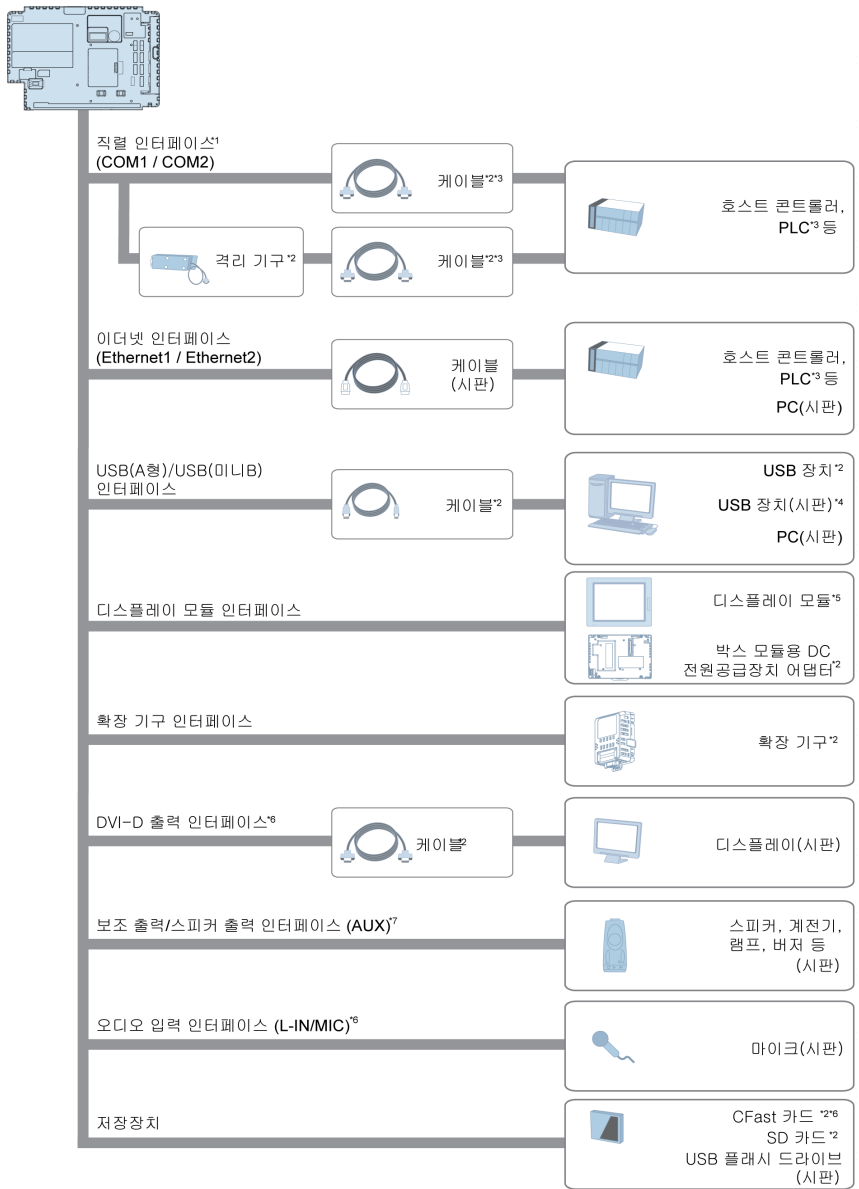 직렬 인터페이스*1
(COM1 / COM2)
케이블*2*3
호스트 콘트롤러,
PLC*3 등
격리 기구*2
케이블*2*3
이더넷 인터페이스
(Ethernet1 / Ethernet2)
케이블
(시판)
호스트 콘트롤러,
PLC*3 등
PC(시판)
USB(A형)/USB(미니B)
인터페이스
케이블*2
USB 장치*2
USB 장치(시판)*4
PC(시판)
디스플레이 모듈 인터페이스
디스플레이 모듈*5
박스 모듈용 DC
전원공급장치 어댑터*2
확장 기구 인터페이스
확장 기구*2
DVI-D 출력 인터페이스*6
케이블*2
디스플레이(시판)
보조 출력/스피커 출력 인터페이스 (AUX)*7
스피커, 계전기,
램프, 버저 등
(시판)
오디오 입력 인터페이스 (L-IN/MIC)*6
마이크(시판)
저장장치
CFast 카드 *2*6
SD 카드 *2
USB 플래시 드라이브
(시판)